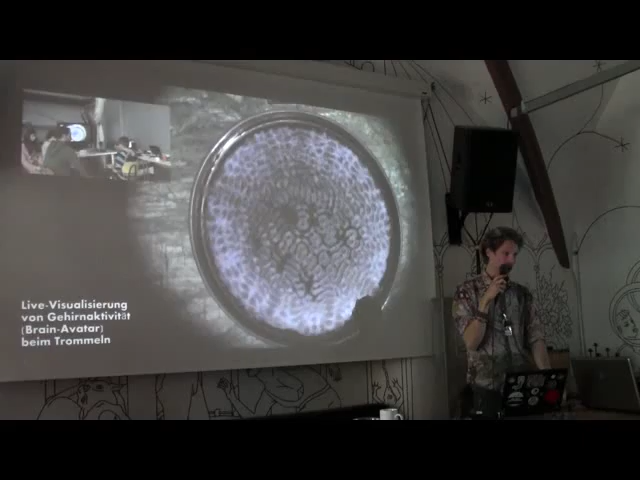 Live-Visualisierung
von Gehirnaktivität
(Brain-Avatar)
beim Trommeln